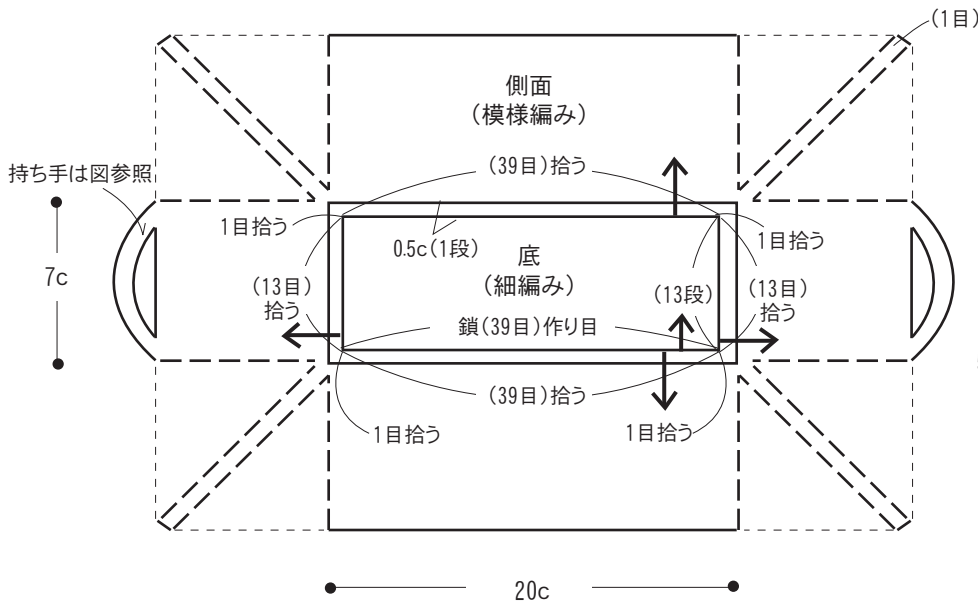 (1目)
側面
(模様編み)
持ち手は図参照
(39目)拾う
1目拾う
0.5c(1段)
1目拾う
底
(細編み)
7c
(13目)
拾う
(13段)
(13目)
拾う
鎖(39目)作り目
(39目)拾う
1目拾う
1目拾う
20c